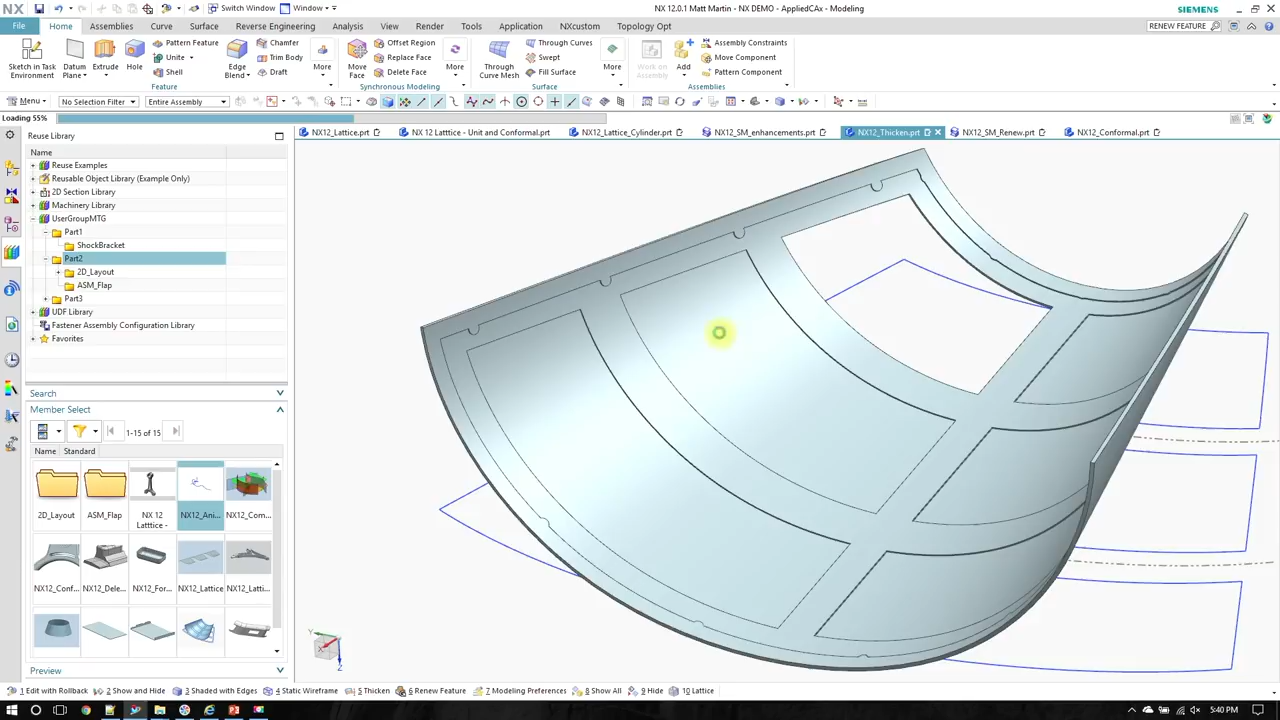 NX Switch Window Window NX 12.0.1 Matt Martin - NX DEMO - AppliedCAx - Modeling SIEMENS
File Home Assemblies Curve Surface Reverse Engineering Analysis View Render Tools Application NXcustom Topology Opt RENEW FEATURE
Sketch in Task Environment
Datum Plane
Extrude
Hole
Pattern Feature
Unite
Shell
Edge Blend
Chamfer
Trim Body
Draft
More
Feature
Move Face
Offset Region
Replace Face
Delete Face
More
Synchronous Modeling
Through Curve Mesh
Through Curves
Swept
Fill Surface
More
Surface
Work on Assembly
Add
Assembly Constraints
Move Component
Pattern Component
Assemblies
Menu No Selection Filter Entire Assembly
Loading 55%
Reuse Library
Name
Reuse Examples
Reusable Object Library (Example Only)
2D Section Library
Machinery Library
UserGroupMTG
Part1
ShockBracket
Part2
2D_Layout
ASM_Flap
Part3
UDF Library
Fastener Assembly Configuration Library
Favorites
Search
Member Select
1-15 of 15
Name Standard
2D_Layout ASM_Flap NX 12 Latttice - NX12_Ani... NX12_Com...
NX12_Conf... NX12_Dele... NX12_For... NX12_Lattice NX12_Latti...
Preview
NX12_Lattice.prt NX 12 Latttice - Unit and Conformal.prt NX12_Lattice_Cylinder.prt NX12_SM_enhancements.prt NX12_Thicken.prt NX12_SM_Renew.prt NX12_Conformal.prt
Y
X
Z
1 Edit with Rollback 2 Show and Hide 3 Shaded with Edges 4 Static Wireframe 5 Thicken 6 Renew Feature 7 Modeling Preferences 8 Show All 9 Hide 10 Lattice
5:40 PM